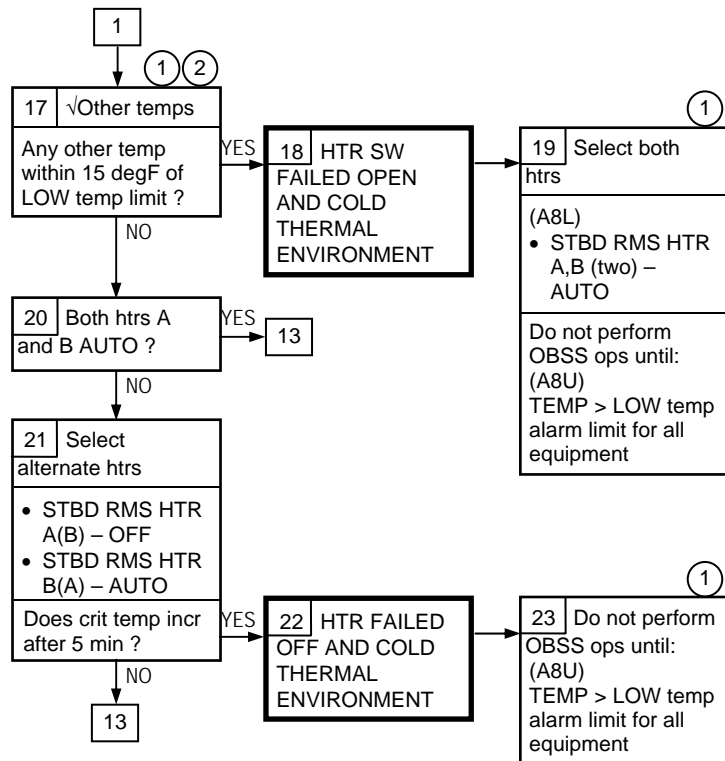 1
1 2
17 √Other temps
Any other temp
within 15 degF of
LOW temp limit ?
YES
NO
18 HTR SW
FAILED OPEN
AND COLD
THERMAL
ENVIRONMENT
1
19 Select both
htrs
(A8L)
• STBD RMS HTR
A,B (two) –
AUTO
Do not perform
OBSS ops until:
(A8U)
TEMP > LOW temp
alarm limit for all
equipment
20 Both htrs A
and B AUTO ?
YES
13
NO
21 Select
alternate htrs
• STBD RMS HTR
A(B) – OFF
• STBD RMS HTR
B(A) – AUTO
Does crit temp incr
after 5 min ?
YES
NO
13
22 HTR FAILED
OFF AND COLD
THERMAL
ENVIRONMENT
1
23 Do not perform
OBSS ops until:
(A8U)
TEMP > LOW temp
alarm limit for all
equipment